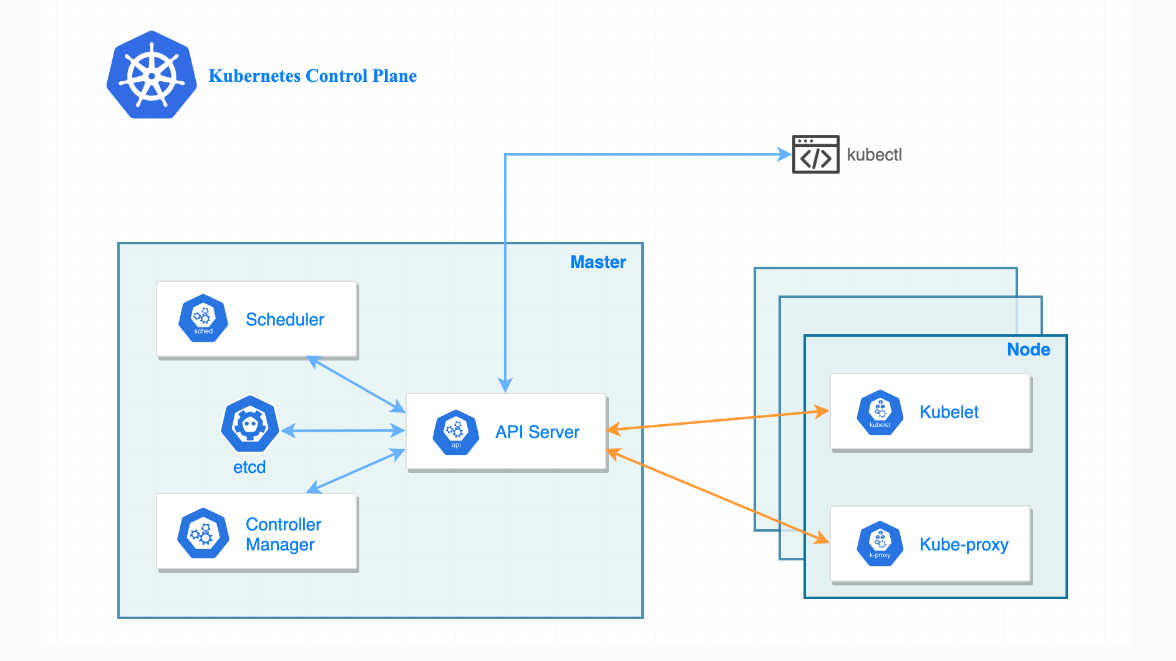 Kubernetes Control Plane
kubectl
Master
Scheduler
sched
etcd
API Server
api
Controller
Manager
Node
Kubelet
kubelet
Kube-proxy
k-proxy